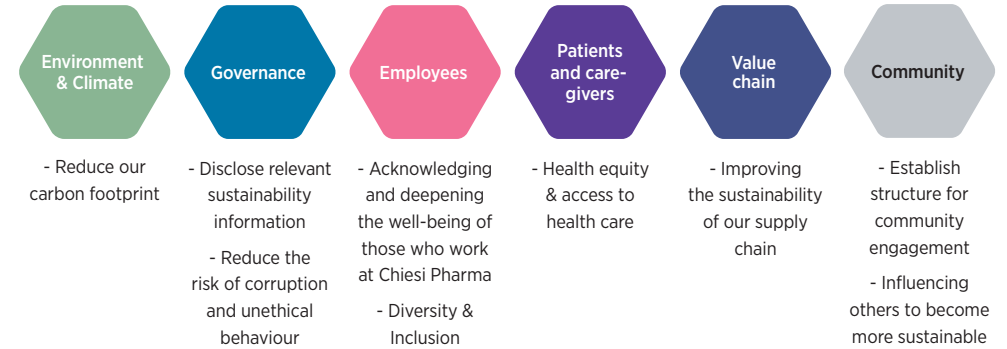 Environment
& Climate
- Reduce our
carbon footprint
Governance
- Disclose relevant
sustainability
information
- Reduce the
risk of corruption
and unethical
behaviour
Employees
- Acknowledging
and deepening
the well-being of
those who work
at Chiesi Pharma
- Diversity &
Inclusion
Patients
and care-
givers
- Health equity
& access to
health care
Value
chain
- Improving
the sustainability
of our supply
chain
Community
- Establish
structure for
community
engagement
- Influencing
others to become
more sustainable